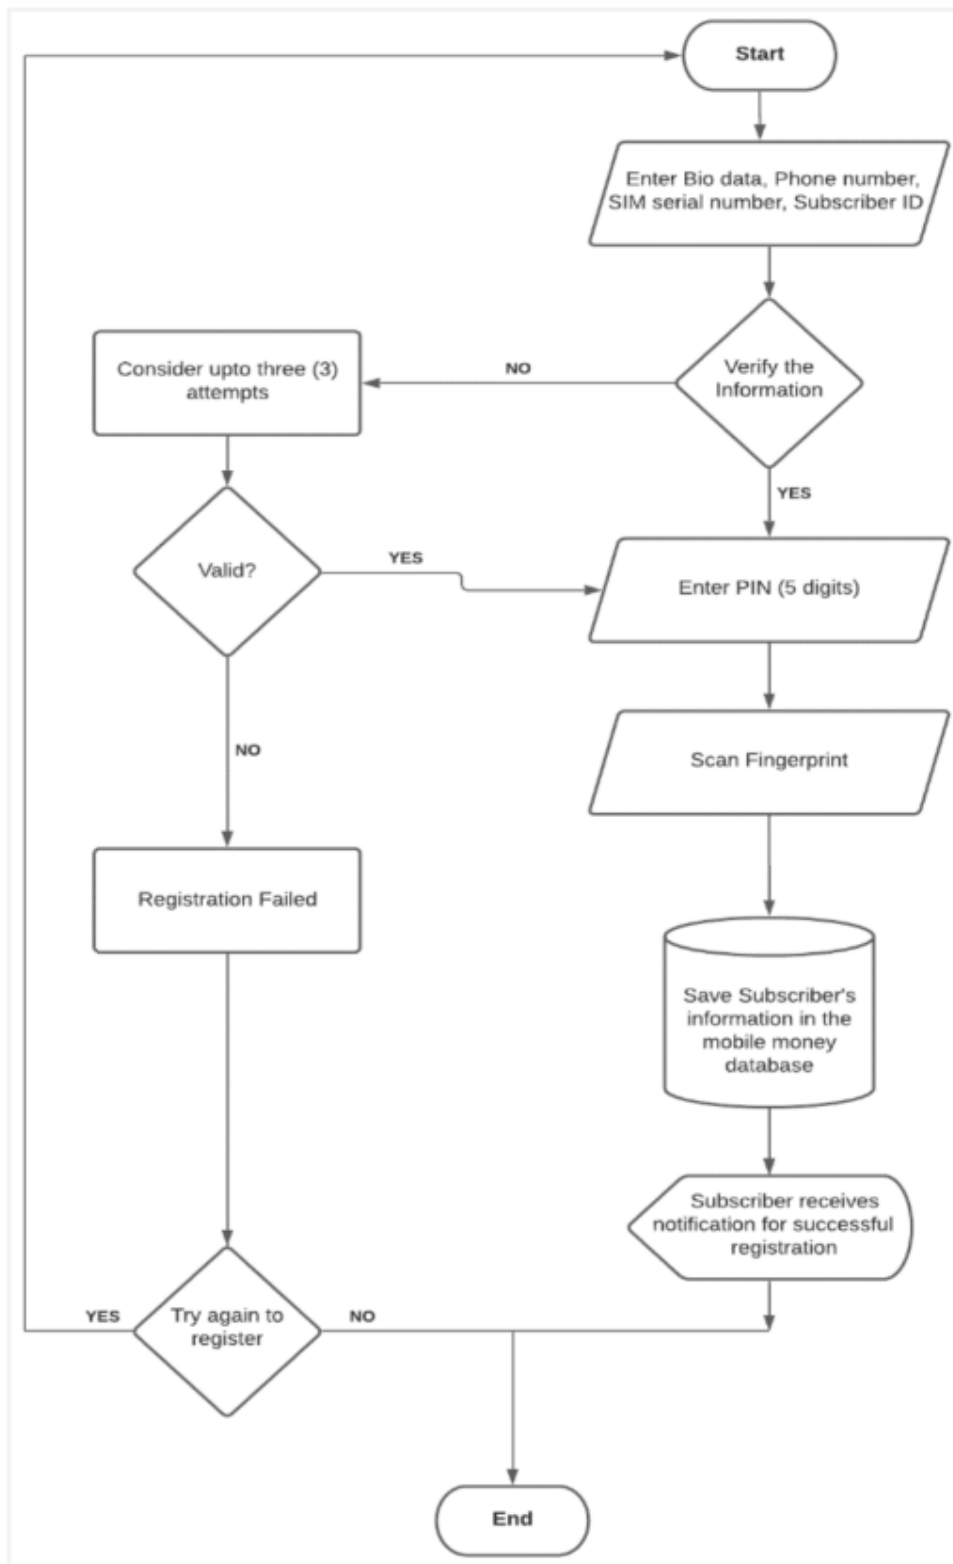 Start
Enter Bio data, Phone number,
SIM serial number, Subscriber ID
Verify the
Information
NO
Consider upto three (3)
attempts
YES
Valid?
YES
Enter PIN (5 digits)
NO
Scan Fingerprint
Registration Failed
Save Subscriber's
information in the
mobile money
database
Subscriber receives
notification for successful
registration
YES
Try again to
register
NO
End